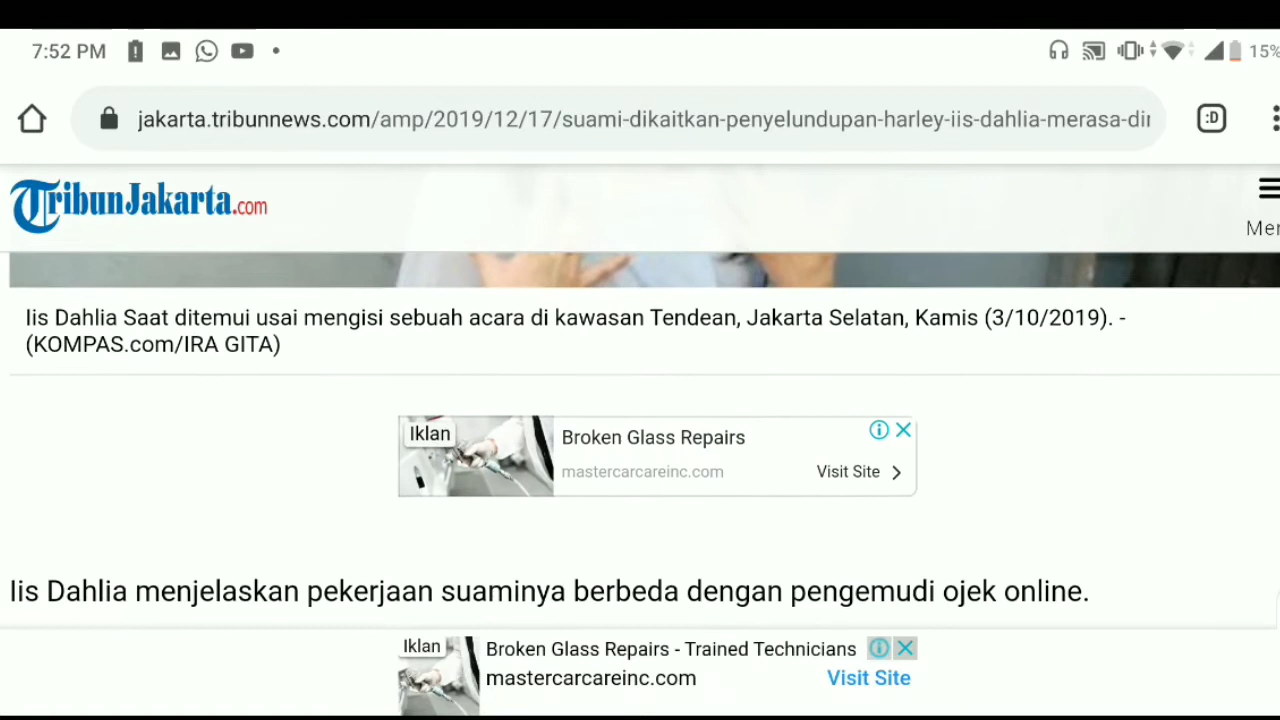 7:52 PM
15%
jakarta.tribunnews.com/amp/2019/12/17/suami-dikaitkan-penyelundupan-harley-iis-dahlia-merasa-dir
:D
TribunJakarta.com
Iis Dahlia Saat ditemui usai mengisi sebuah acara di kawasan Tendean, Jakarta Selatan, Kamis (3/10/2019). -
(KOMPAS.com/IRA GITA)
Iklan
Broken Glass Repairs
mastercarcareinc.com
Visit Site
Iis Dahlia menjelaskan pekerjaan suaminya berbeda dengan pengemudi ojek online.
Iklan
Broken Glass Repairs - Trained Technicians
mastercarcareinc.com
Visit Site